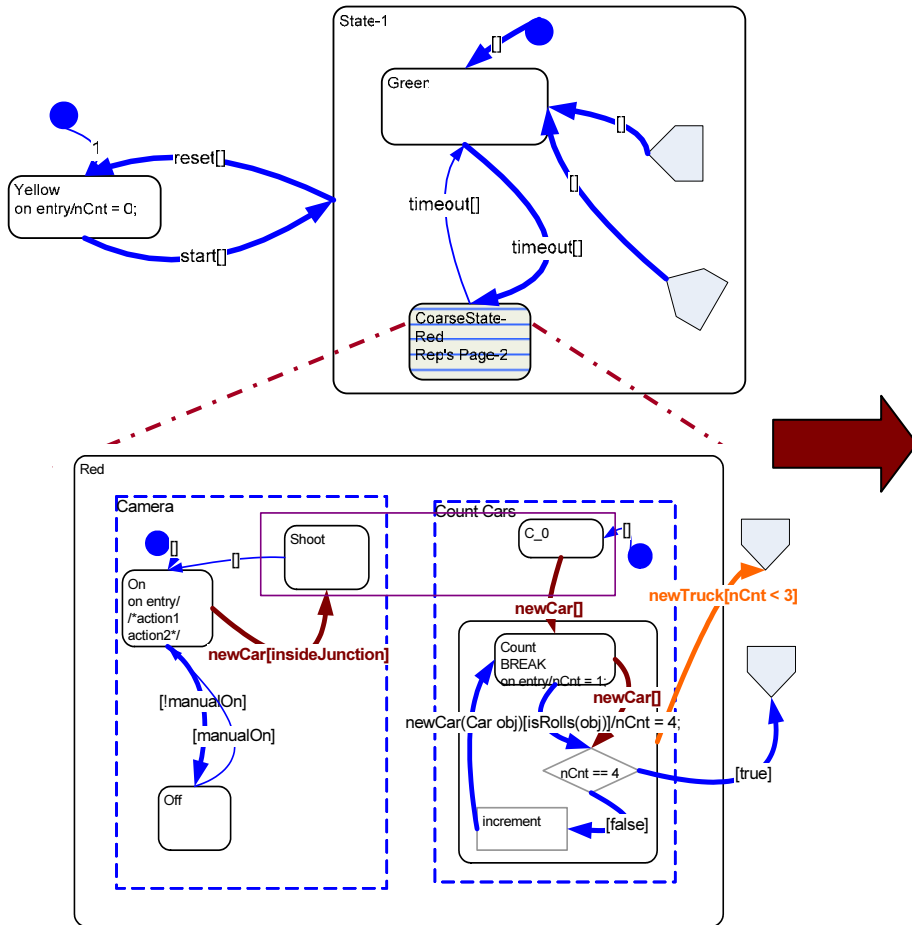 State-1
[]
Green
[]
1
reset[]
[]
Yellow
on entry/nCnt = 0;
timeout[]
timeout[]
start[]
CoarseState-
Red
Rep's Page-2
Red
Camera
Count Cars
[]
[]
Shoot
C_0
[]
On
on entry/
/*action1
action2*/
newCar[]
newTruck[nCnt < 3]
newCar[insideJunction]
Count
BREAK
on entry/nCnt = 1;
newCar[]
[!manualOn]
newCar(Car obj)[isRolls(obj)]/nCnt = 4;
[manualOn]
nCnt == 4
[true]
Off
increment
[false]